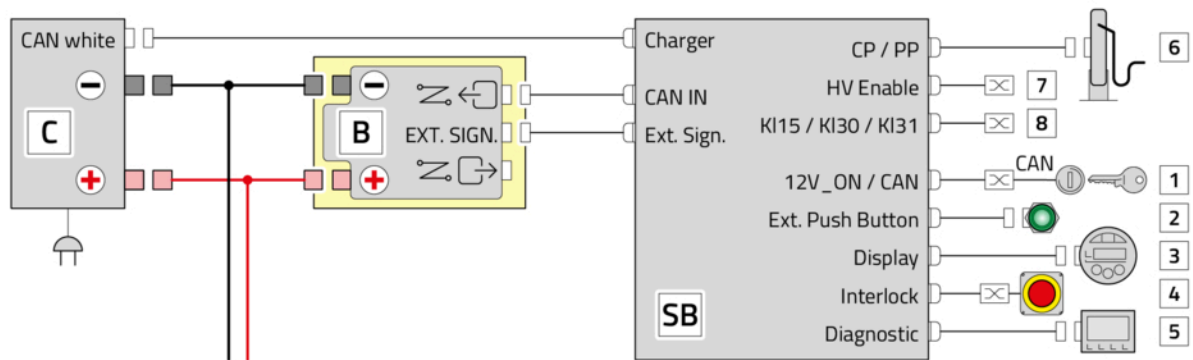 CAN white
C
B
EXT. SIGN.
Charger
CAN IN
Ext. Sign.
SB
CP / PP
HV Enable
Kl15 / Kl30 / Kl31
12V_ON / CAN
Ext. Push Button
Display
Interlock
Diagnostic
CAN
6
7
8
1
2
3
4
5